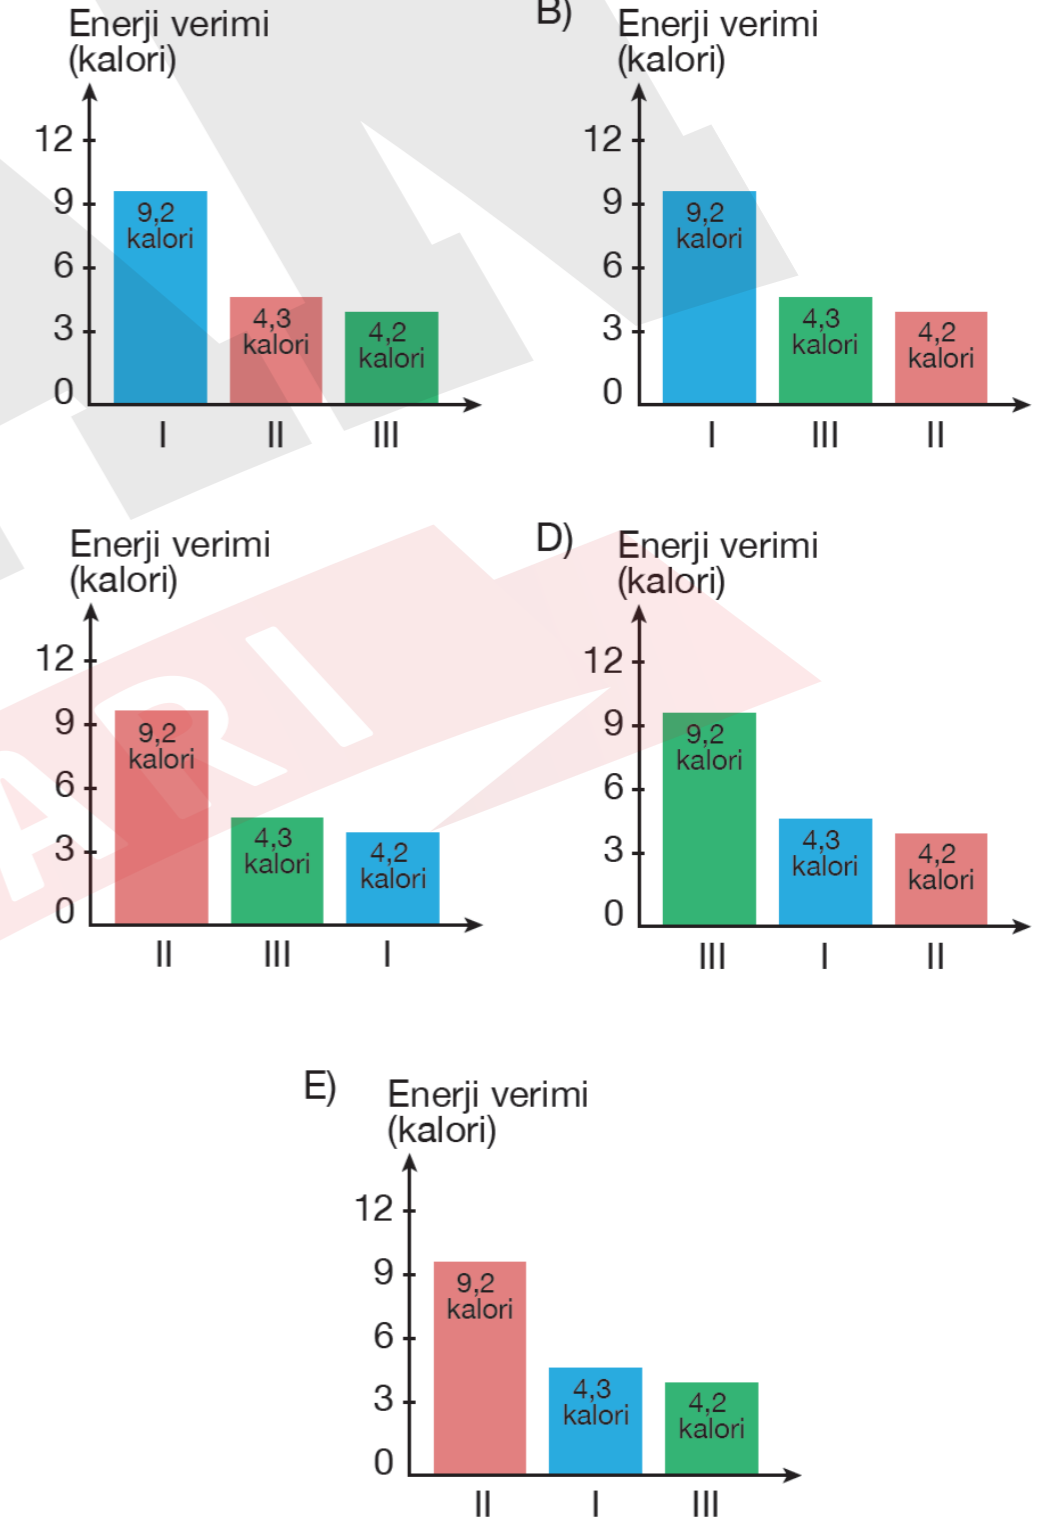 Enerji verimi
(kalori)
12
9
6
3
0
9,2
kalori
4,3
kalori
4,2
kalori
I
II
III
B)
Enerji verimi
(kalori)
12
9
6
3
0
9,2
kalori
4,3
kalori
4,2
kalori
I
III
II
Enerji verimi
(kalori)
12
9
6
3
0
9,2
kalori
4,3
kalori
4,2
kalori
II
III
I
D)
Enerji verimi
(kalori)
12
9
6
3
0
9,2
kalori
4,3
kalori
4,2
kalori
III
I
II
E)
Enerji verimi
(kalori)
12
9
6
3
0
9,2
kalori
4,3
kalori
4,2
kalori
II
I
III
ARI